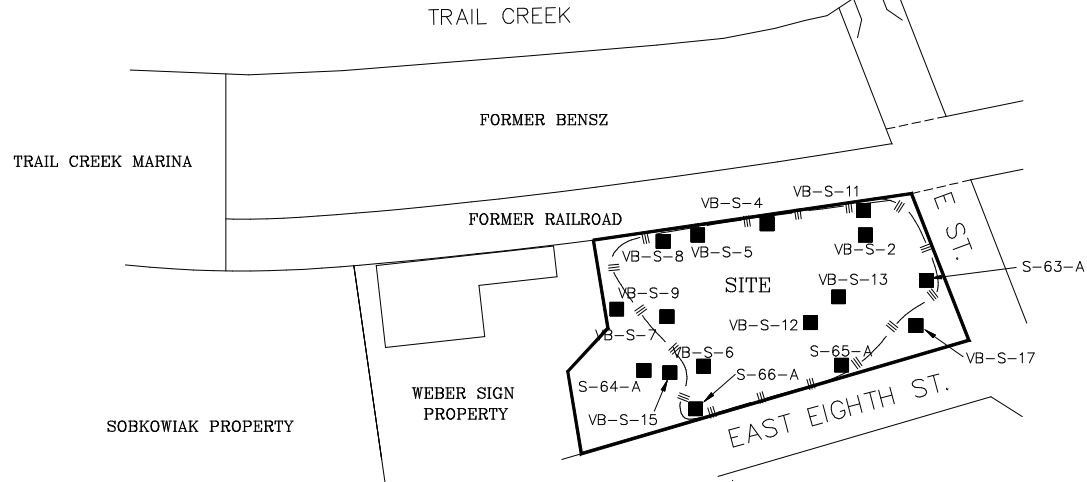 TRAIL CREEK
FORMER BENSZ
TRAIL CREEK MARINA
VB-S-11
VB-S-4
E ST.
FORMER RAILROAD
VB-S-8
VB-S-5
VB-S-2
S-63-A
SITE
VB-S-13
VB-S-9
VB-S-7
VB-S-12
VB-S-6
S-65-A
VB-S-17
S-66-A
S-64-A
WEBER SIGN
PROPERTY
VB-S-15
EAST EIGHTH ST.
SOBKOWIAK PROPERTY